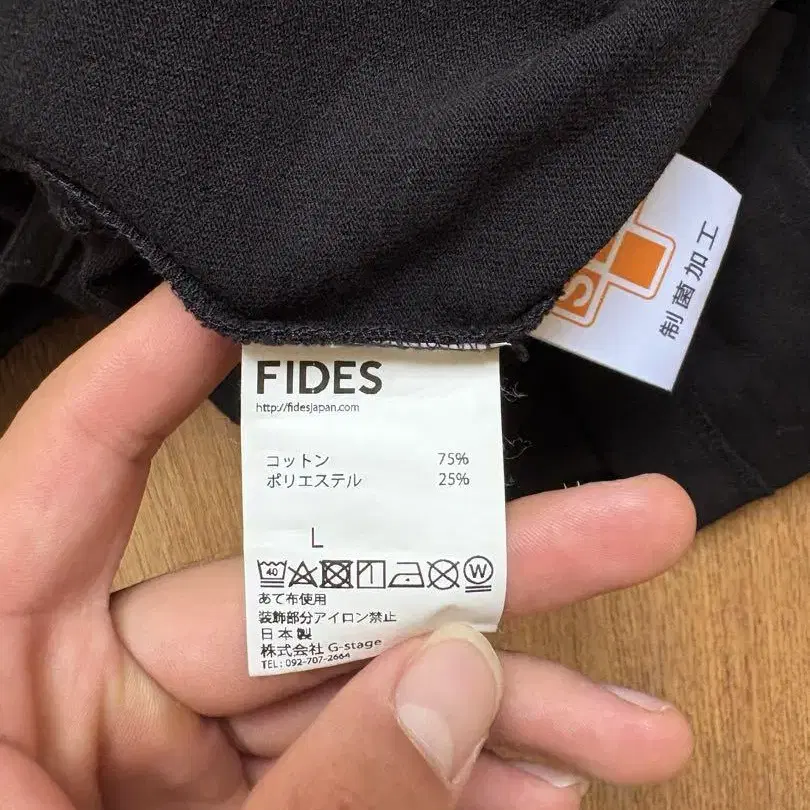 FIDES
http://fidesjapan.com
コットン 75%
ポリエステル 25%
L
40
W
あて布使用
装飾部分アイロン禁止
日本製
株式会社 G-stage
TEL: 092-707-2664
制菌加工